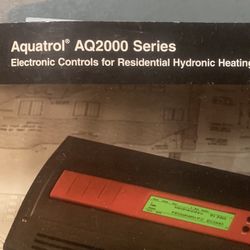 Aquatrol® AQ2000 Series
Electronic Controls for Residential Hydronic Heating